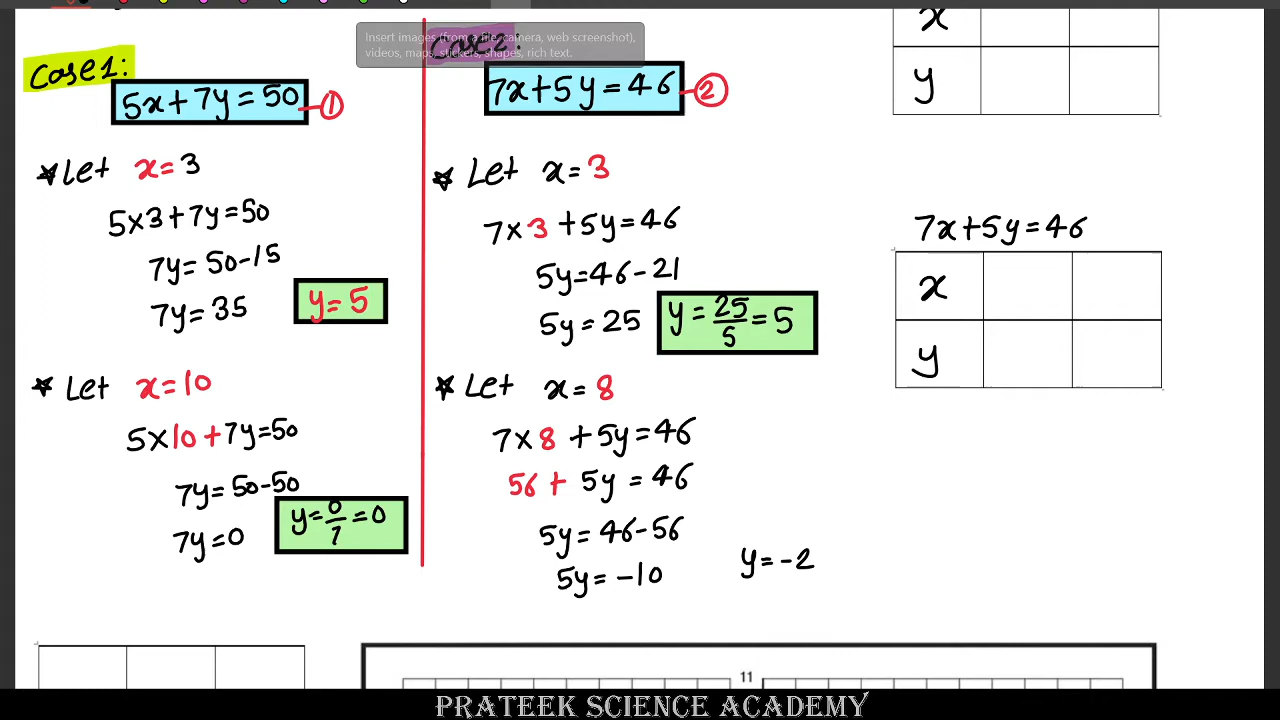 Case 1:
5x+7y=50 ①
★ Let x=3
5×3+7y=50
7y=50-15
7y=35
y=5
★ Let x=10
5×10+7y=50
7y=50-50
7y=0
y=0/7=0
Case 2:
Insert images (from a file, camera, web screenshot),
videos, maps, stickers, shapes, rich text.
7x+5y=46 ②
★ Let x=3
7×3+5y=46
5y=46-21
5y=25
y=25/5=5
★ Let x=8
7×8+5y=46
56+5y=46
5y=46-56
5y=-10
y=-2
x
y
7x+5y=46
x
y
11
PRATEEK SCIENCE ACADEMY